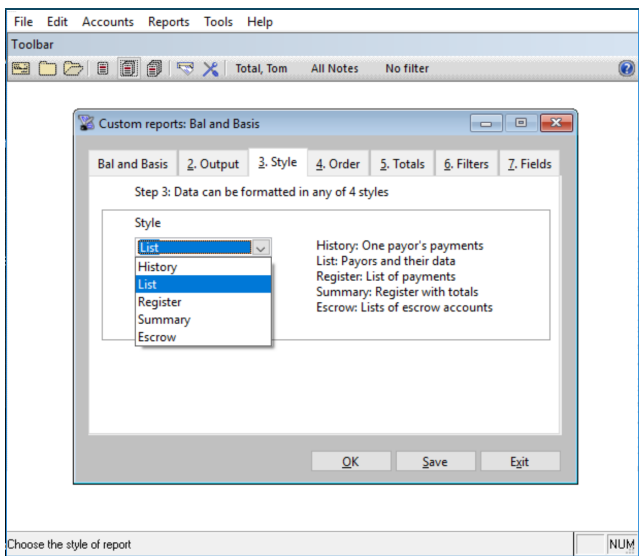 File Edit Accounts Reports Tools Help
Toolbar
Total, Tom All Notes No filter
Custom reports: Bal and Basis
Bal and Basis 2. Output 3. Style 4. Order 5. Totals 6. Filters 7. Fields
Step 3: Data can be formatted in any of 4 styles
Style
List
History
List
Register
Summary
Escrow
History: One payor's payments
List: Payors and their data
Register: List of payments
Summary: Register with totals
Escrow: Lists of escrow accounts
OK Save Exit
Choose the style of report NUM